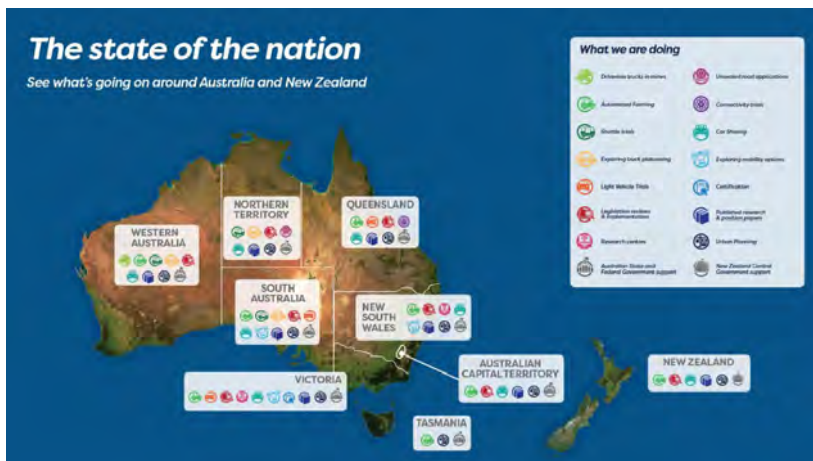 The state of the nation
See what's going on around Australia and New Zealand
What we are doing
Driverless trucks in mines
Unsealed road applications
Automated Farming
Connectivity trials
Shuttle trials
Car Sharing
Exploring truck platooning
Exploring mobility options
Light Vehicle Trials
Certification
Legislation reviews
& implementation
Published research
& position papers
Research centres
Urban Planning
Australian State and
Federal Government support
New Zealand Central
Government support
NORTHERN
TERRITORY
QUEENSLAND
WESTERN
AUSTRALIA
SOUTH
AUSTRALIA
NEW
SOUTH
WALES
AUSTRALIAN
CAPITAL TERRITORY
NEW ZEALAND
VICTORIA
TASMANIA